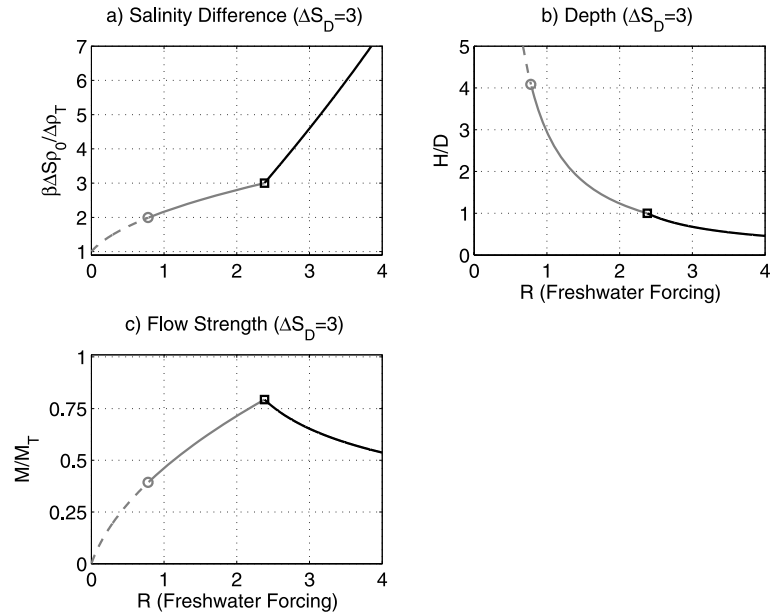 a) Salinity Difference (ΔS_D=3)
βΔSρ₀/Δρ_T
7
6
5
4
3
2
1
0 1 2 3 4
b) Depth (ΔS_D=3)
H/D
5
4
3
2
1
0
0 1 2 3 4
R (Freshwater Forcing)
c) Flow Strength (ΔS_D=3)
M/M_T
1
0.75
0.5
0.25
0
0 1 2 3 4
R (Freshwater Forcing)